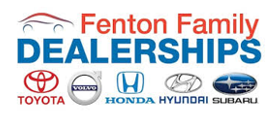 Fenton Family
DEALERSHIPS
VOLVO
TOYOTA HONDA HYUNDAI SUBARU